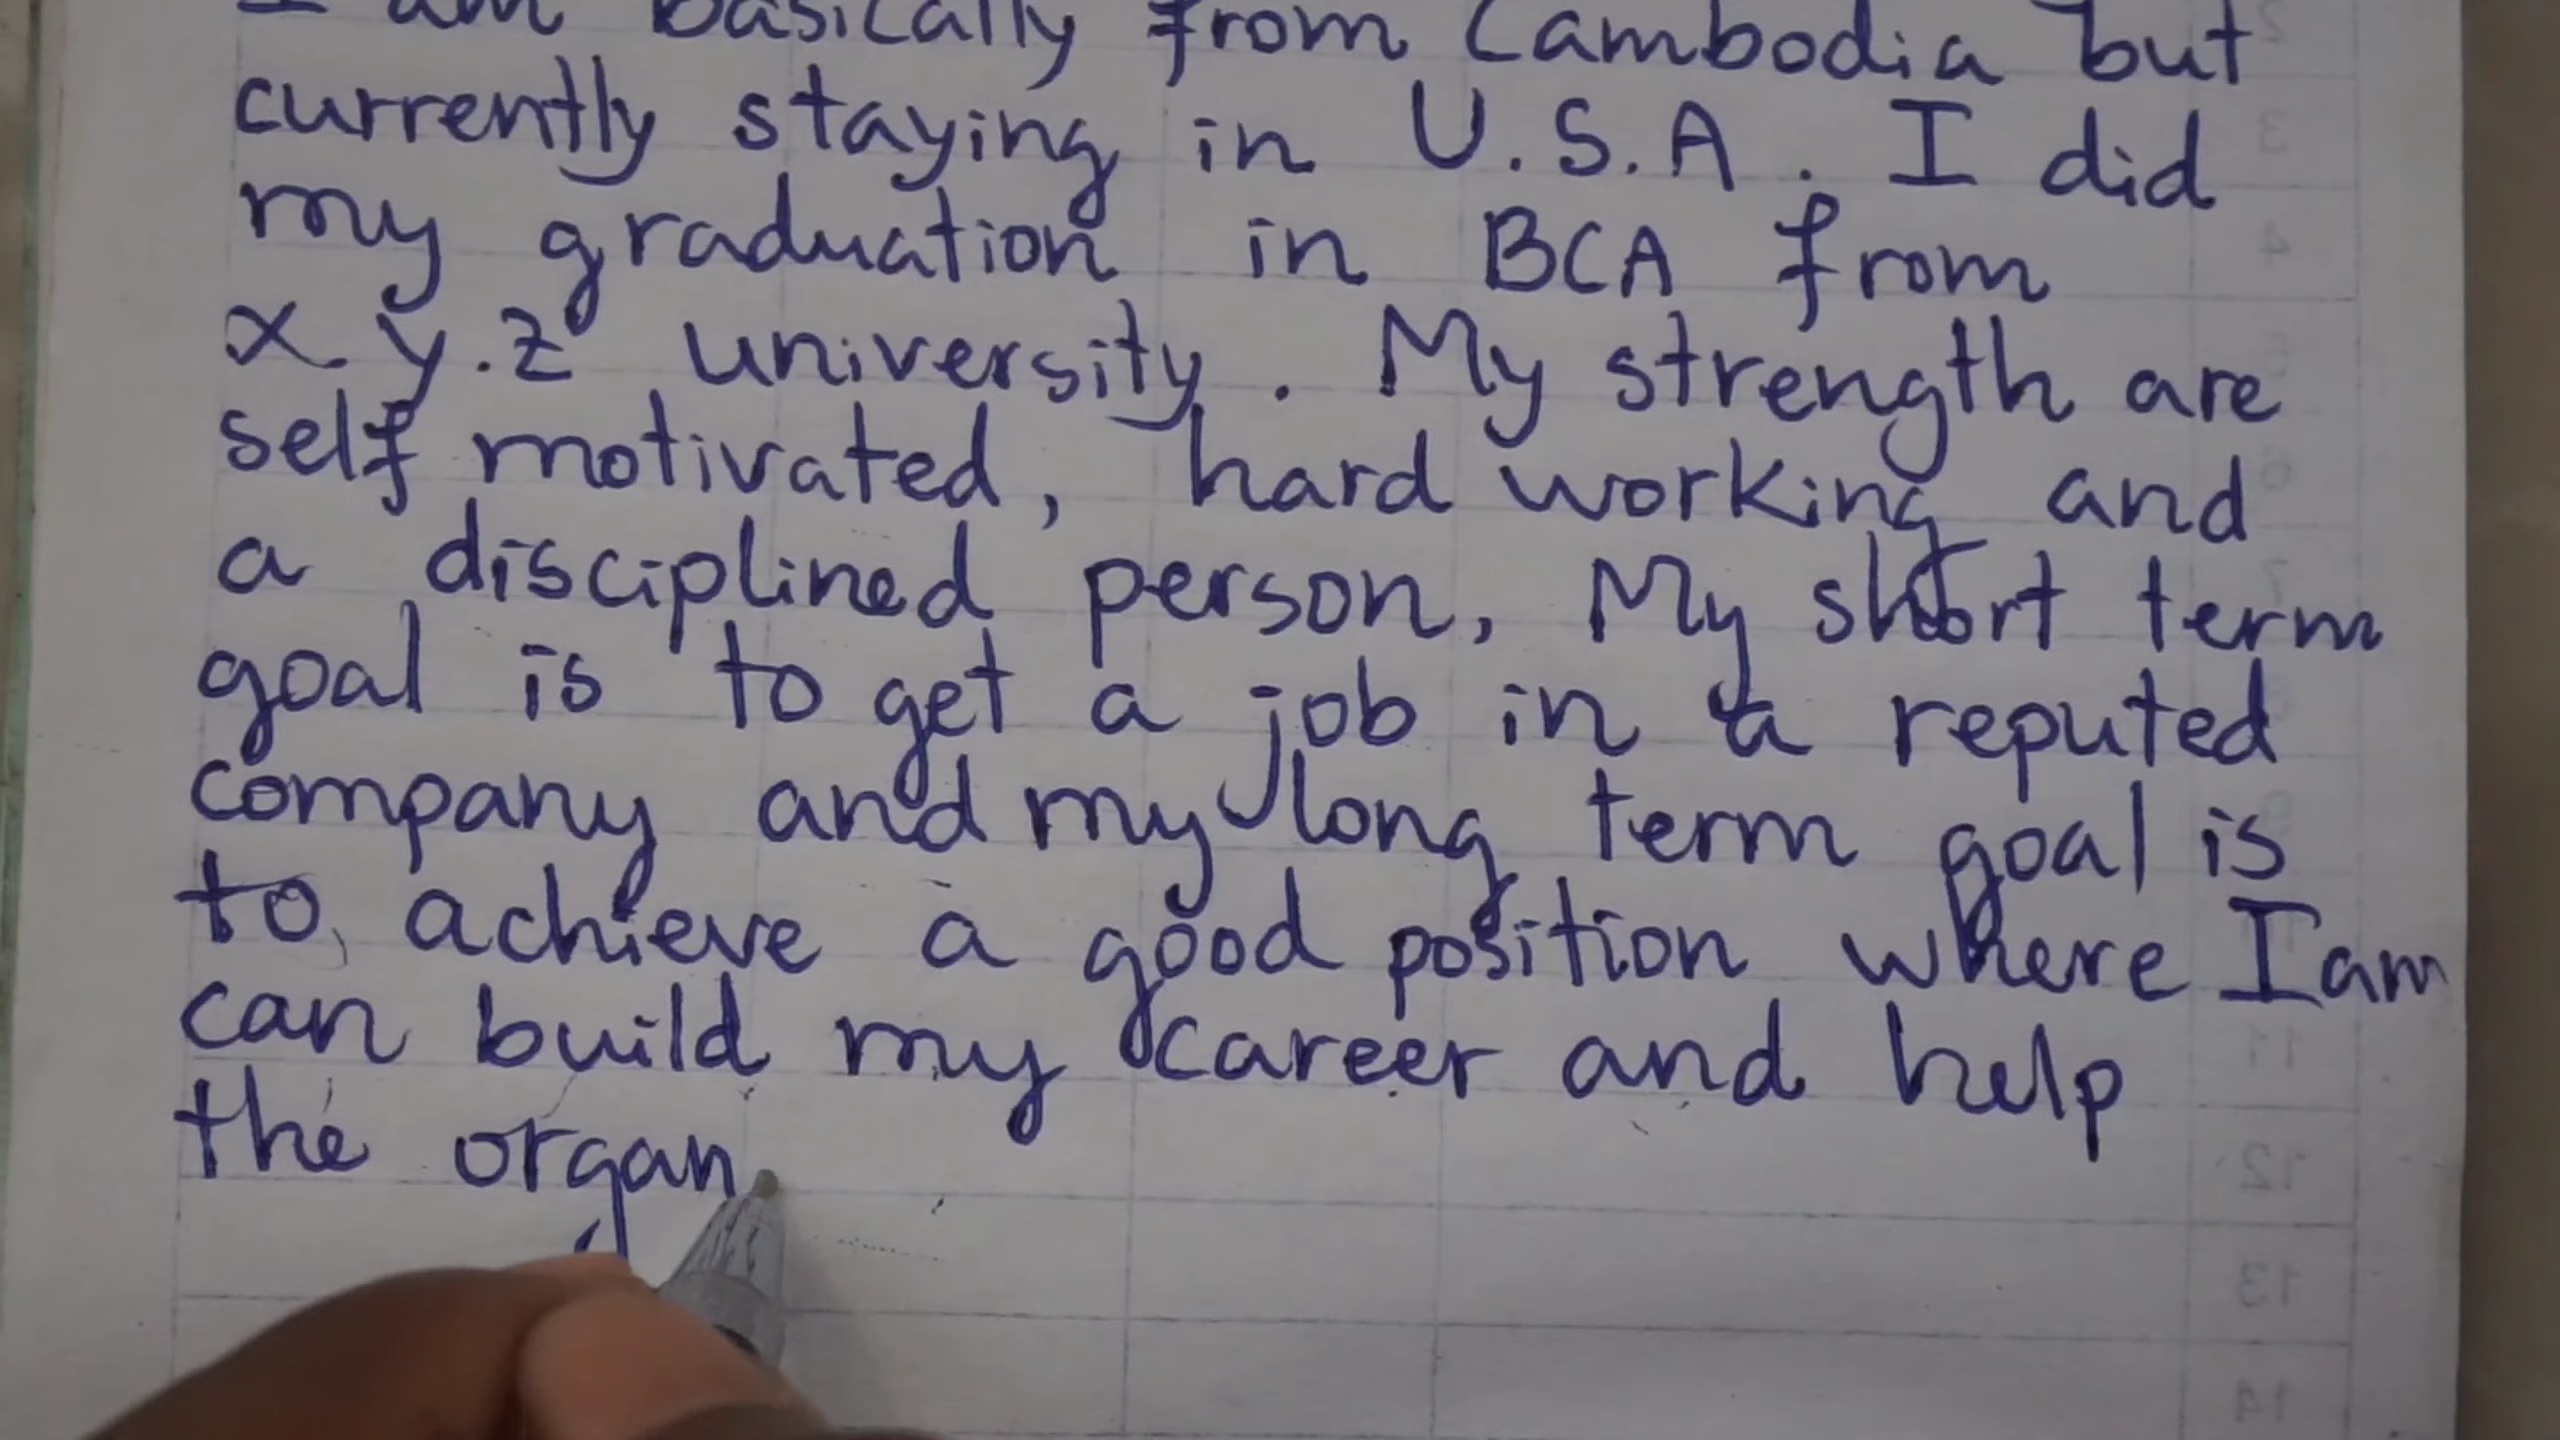 I am basically from Cambodia but
currently staying in U.S.A. I did
my graduation in BCA from
x.y.z university. My strength are
self motivated, hard working and
a disciplined person. My short term
goal is to get a job in a reputed
company and my long term goal is
to achieve a good position where I am
can build my career and help
the organ